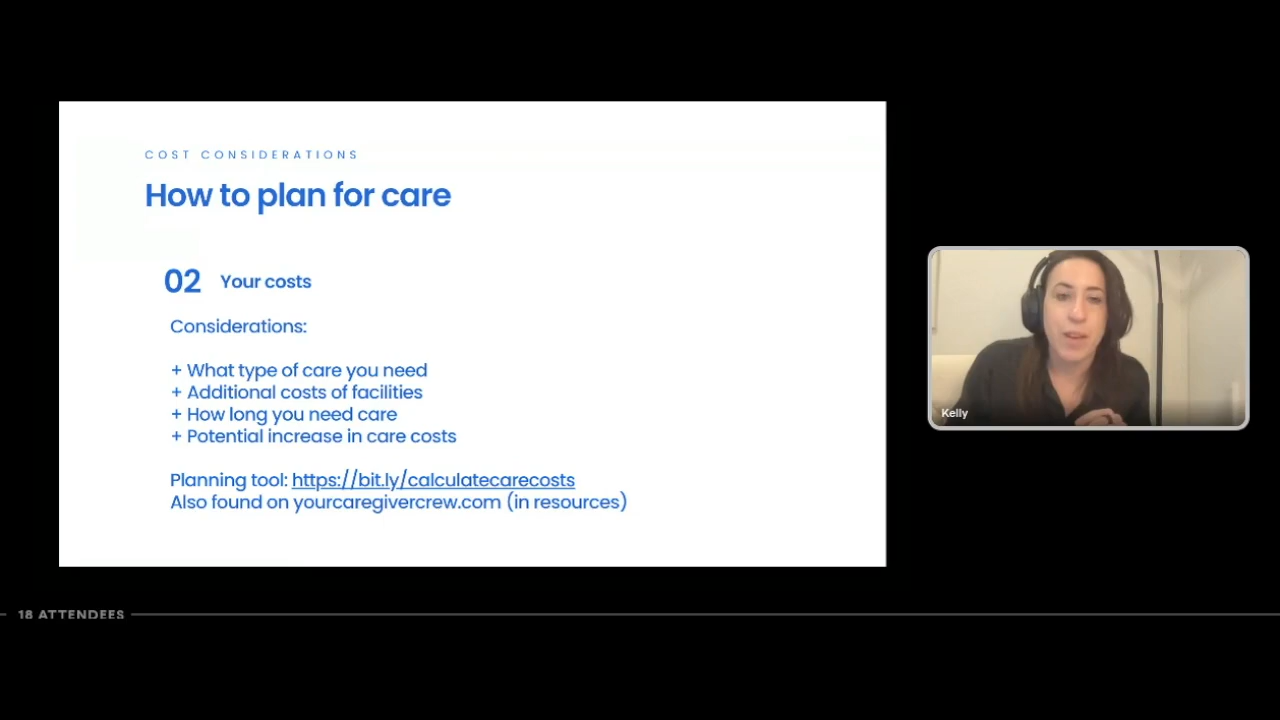 COST CONSIDERATIONS
How to plan for care
02 Your costs
Considerations:
+ What type of care you need
+ Additional costs of facilities
+ How long you need care
+ Potential increase in care costs
Planning tool: https://bit.ly/calculatecarecosts
Also found on yourcaregivercrew.com (in resources)
Kelly
18 ATTENDEES